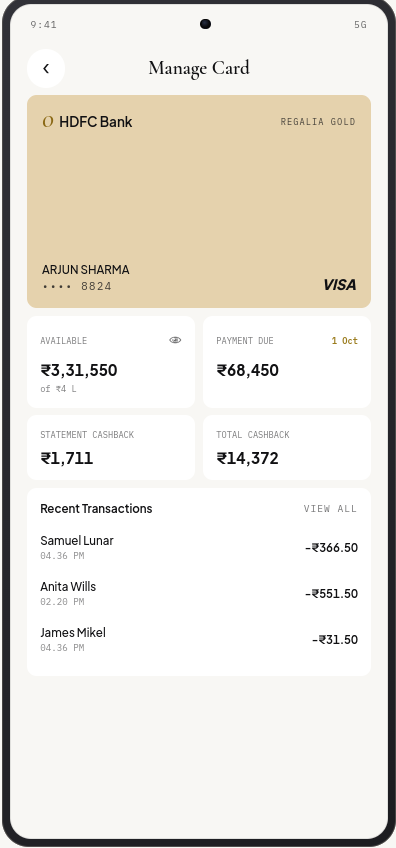 9:41 5G
‹ Manage Card
O HDFC Bank REGALIA GOLD
ARJUN SHARMA
•••• 8824 VISA
AVAILABLE
₹3,31,550
of ₹4 L
PAYMENT DUE 1 Oct
₹68,450
STATEMENT CASHBACK
₹1,711
TOTAL CASHBACK
₹14,372
Recent Transactions VIEW ALL
Samuel Lunar
04.36 PM
-₹366.50
Anita Wills
02.20 PM
-₹551.50
James Mikel
04.36 PM
-₹31.50